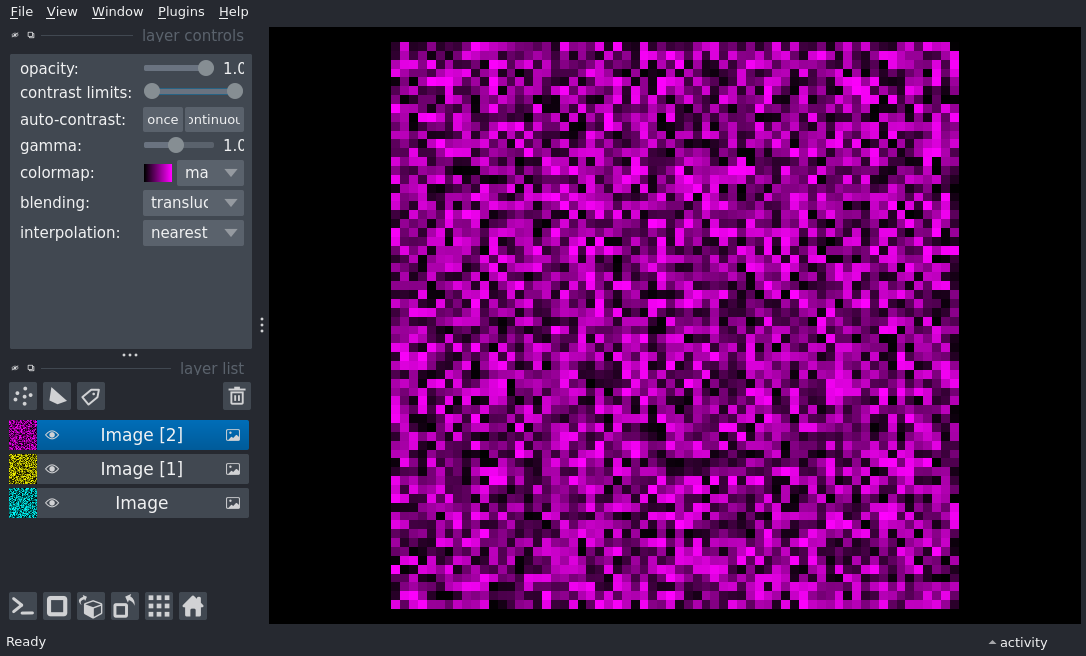 File View Window Plugins Help
layer controls
opacity: 1.0
contrast limits:
auto-contrast: once ontinuou
gamma: 1.0
colormap: ma
blending: transluc
interpolation: nearest
layer list
Image [2]
Image [1]
Image
Ready
activity